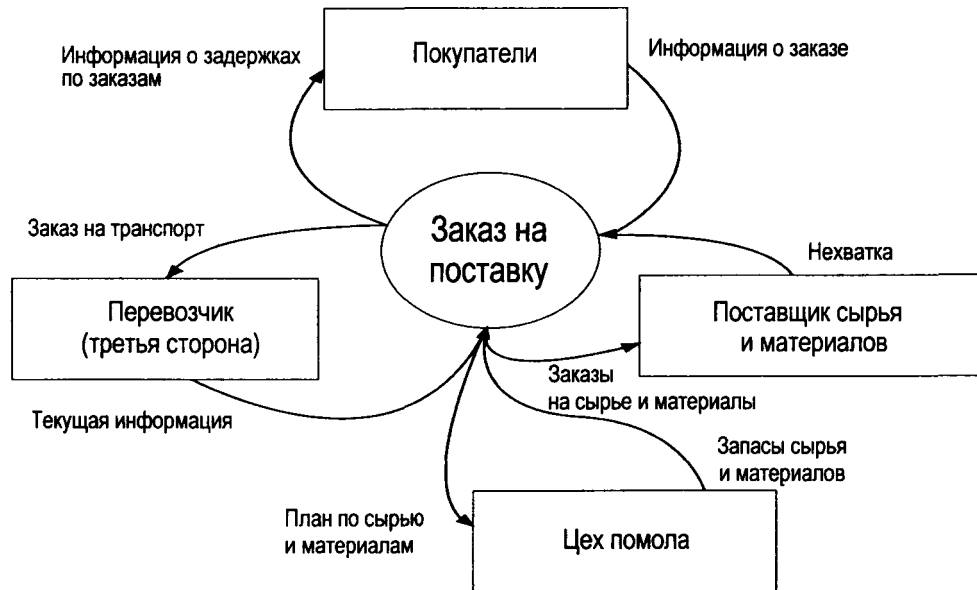 Информация о задержках
по заказам
Покупатели
Информация о заказе
Заказ на транспорт
Заказ на
поставку
Нехватка
Перевозчик
(третья сторона)
Поставщик сырья
и материалов
Текущая информация
Заказы
на сырье и материалы
Запасы сырья
и материалов
План по сырью
и материалам
Цех помола